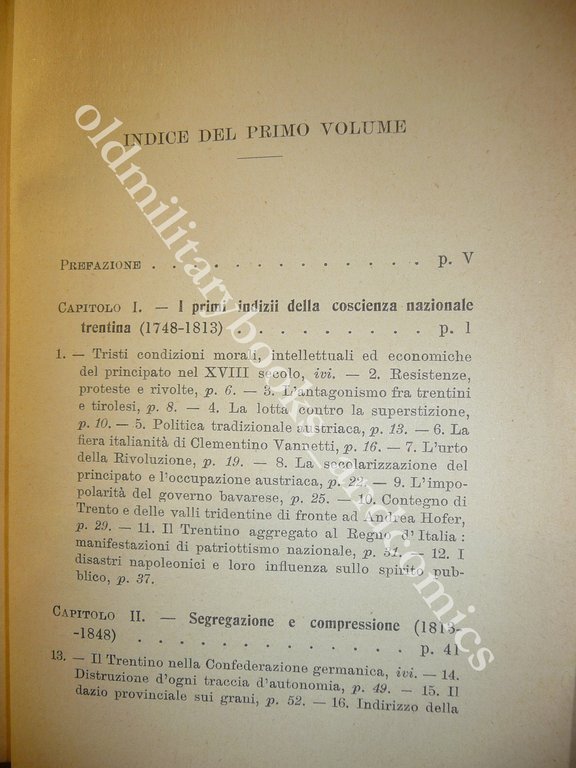 INDICE DEL PRIMO VOLUME
PREFAZIONE . . . . . . . . . . . . . p. V
CAPITOLO I. — I primi indizii della coscienza nazionale
trentina (1748-1813) . . . . . . . . . p. 1
1. — Tristi condizioni morali, intellettuali ed economiche
del principato nel XVIII secolo, ivi. — 2. Resistenze,
proteste e rivolte, p. 6. — 3. L'antagonismo fra trentini
e tirolesi, p. 8. — 4. La lotta contro la superstizione,
p. 10. — 5. Politica tradizionale austriaca, p. 13. — 6. La
fiera italianità di Clementino Vannetti, p. 16. — 7. L'urto
della Rivoluzione, p. 19. — 8. La secolarizzazione del
principato e l'occupazione austriaca, p. 22. — 9. L'impo-
polarità del governo bavarese, p. 25. — 10. Contegno di
Trento e delle valli tridentine di fronte ad Andrea Hofer,
p. 29. — 11. Il Trentino aggregato al Regno d'Italia:
manifestazioni di patriottismo nazionale, p. 31. — 12. I
disastri napoleonici e loro influenza sullo spirito pub-
blico, p. 37.
CAPITOLO II. — Segregazione e compressione (1813-
-1848) . . . . . . . . . . . . . p. 41
13. — Il Trentino nella Confederazione germanica, ivi. — 14.
Distruzione d'ogni traccia d'autonomia, p. 49. — 15. Il
dazio provinciale sui grani, p. 52. — 16. Indirizzo della
oldmilitarybooks_andcomics